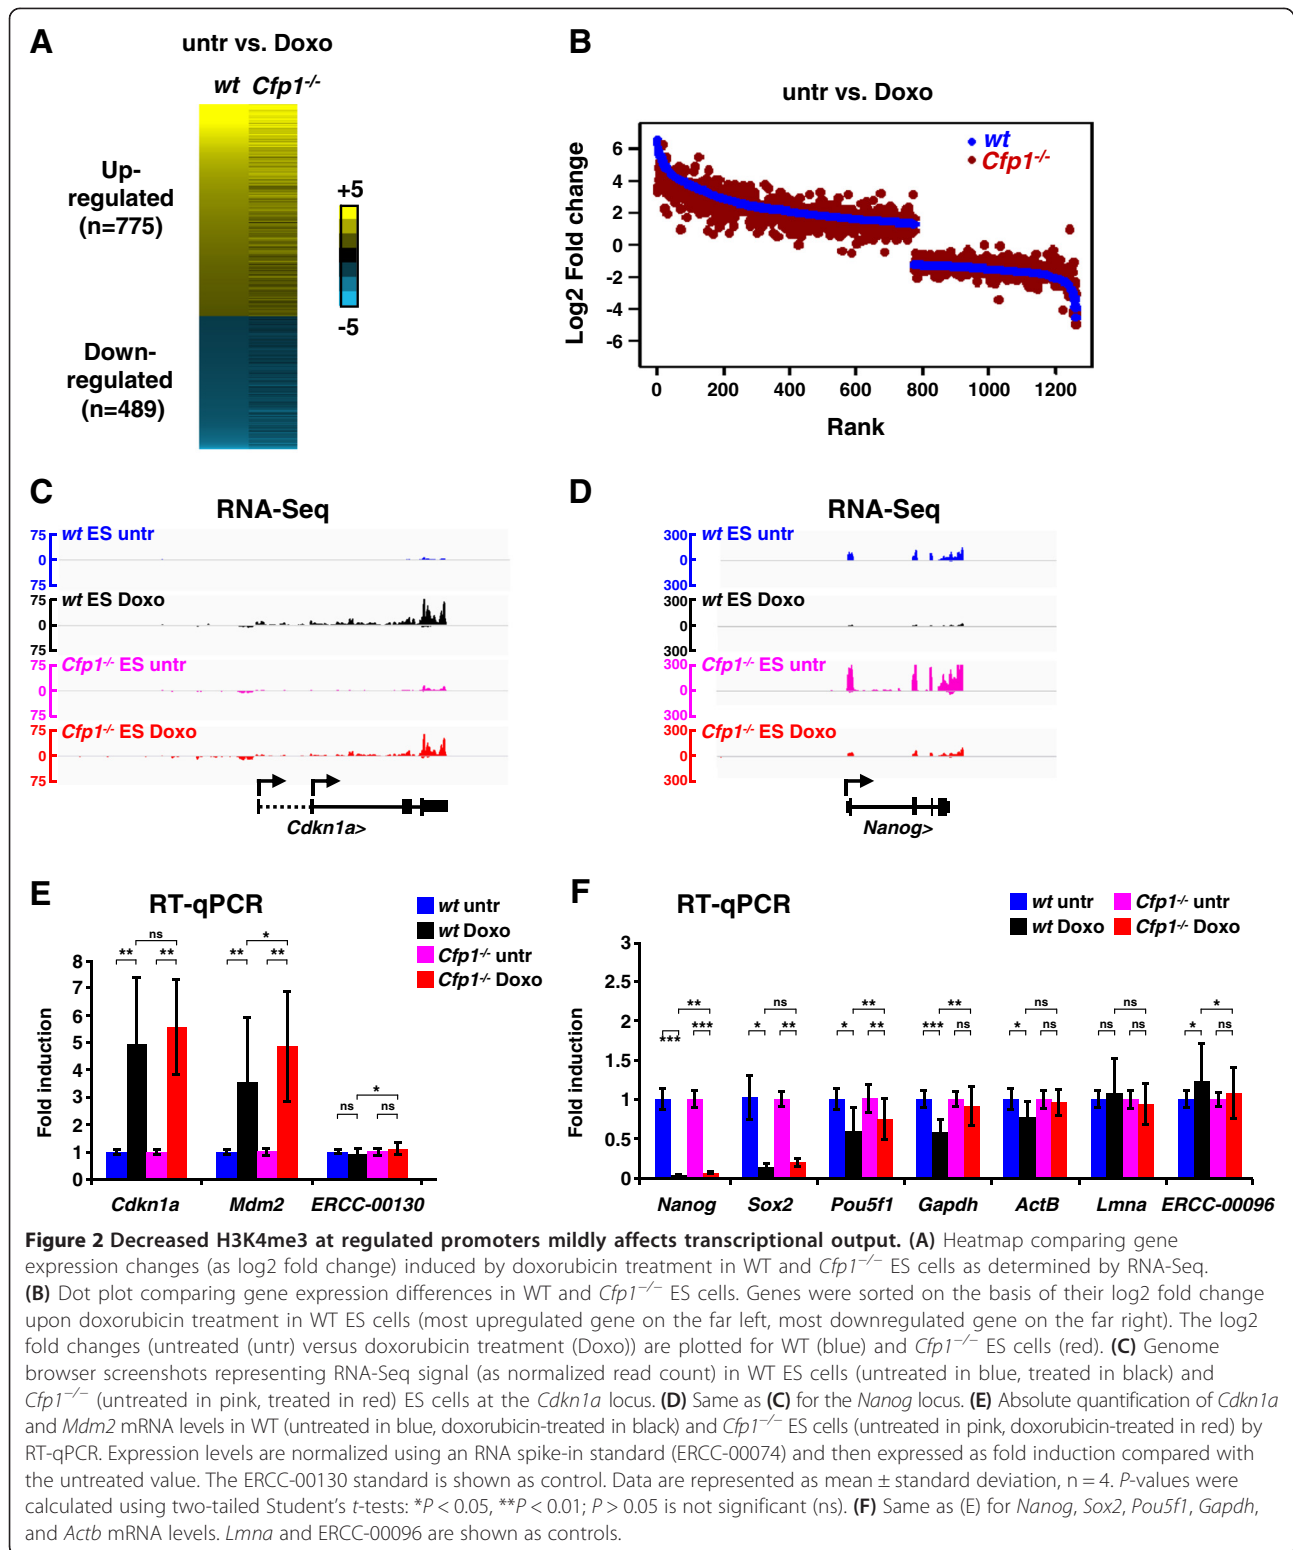 A
untr vs. Doxo
wt Cfp1-/-
Up-
regulated
(n=775)
Down-
regulated
(n=489)
+5
-5
B
untr vs. Doxo
Log2 Fold change
6
4
2
0
-2
-4
-6
wt
Cfp1-/-
0 200 400 600 800 1000 1200
Rank
C
RNA-Seq
75
0
75
wt ES untr
75
0
75
wt ES Doxo
75
0
75
Cfp1-/- ES untr
75
0
75
Cfp1-/- ES Doxo
Cdkn1a>
D
RNA-Seq
300
0
300
wt ES untr
300
0
300
wt ES Doxo
300
0
300
Cfp1-/- ES untr
300
0
300
Cfp1-/- ES Doxo
Nanog>
E
RT-qPCR
wt untr
wt Doxo
Cfp1-/- untr
Cfp1-/- Doxo
Fold induction
8
7
6
5
4
3
2
1
0
ns
** **
*
** **
*
ns ns
Cdkn1a Mdm2 ERCC-00130
F
RT-qPCR
wt untr
wt Doxo
Cfp1-/- untr
Cfp1-/- Doxo
Fold induction
3
2.5
2
1.5
1
0.5
0
** ns ** ** ns ns *
*** *** * ** * ** *** ns * ns ns ns * ns
Nanog Sox2 Pou5f1 Gapdh ActB Lmna ERCC-00096
Figure 2 Decreased H3K4me3 at regulated promoters mildly affects transcriptional output. (A) Heatmap comparing gene
expression changes (as log2 fold change) induced by doxorubicin treatment in WT and Cfp1−/− ES cells as determined by RNA-Seq.
(B) Dot plot comparing gene expression differences in WT and Cfp1−/− ES cells. Genes were sorted on the basis of their log2 fold change
upon doxorubicin treatment in WT ES cells (most upregulated gene on the far left, most downregulated gene on the far right). The log2
fold changes (untreated (untr) versus doxorubicin treatment (Doxo)) are plotted for WT (blue) and Cfp1−/− ES cells (red). (C) Genome
browser screenshots representing RNA-Seq signal (as normalized read count) in WT ES cells (untreated in blue, treated in black) and
Cfp1−/− (untreated in pink, treated in red) ES cells at the Cdkn1a locus. (D) Same as (C) for the Nanog locus. (E) Absolute quantification of Cdkn1a
and Mdm2 mRNA levels in WT (untreated in blue, doxorubicin-treated in black) and Cfp1−/− ES cells (untreated in pink, doxorubicin-treated in red) by
RT-qPCR. Expression levels are normalized using an RNA spike-in standard (ERCC-00074) and then expressed as fold induction compared with
the untreated value. The ERCC-00130 standard is shown as control. Data are represented as mean ± standard deviation, n = 4. P-values were
calculated using two-tailed Student's t-tests: *P < 0.05, **P < 0.01; P > 0.05 is not significant (ns). (F) Same as (E) for Nanog, Sox2, Pou5f1, Gapdh,
and Actb mRNA levels. Lmna and ERCC-00096 are shown as controls.